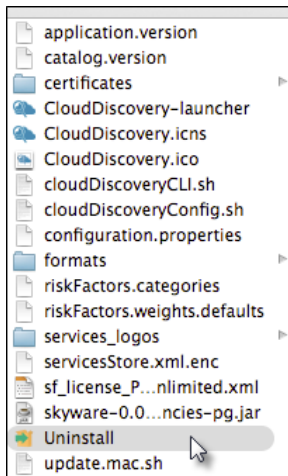 application.version
catalog.version
certificates
CloudDiscovery-launcher
CloudDiscovery.icns
CloudDiscovery.ico
cloudDiscoveryCLI.sh
cloudDiscoveryConfig.sh
configuration.properties
formats
riskFactors.categories
riskFactors.weights.defaults
services_logos
servicesStore.xml.enc
sf_license_P...nlimited.xml
skyware-0.0...ncies-pg.jar
Uninstall
update.mac.sh